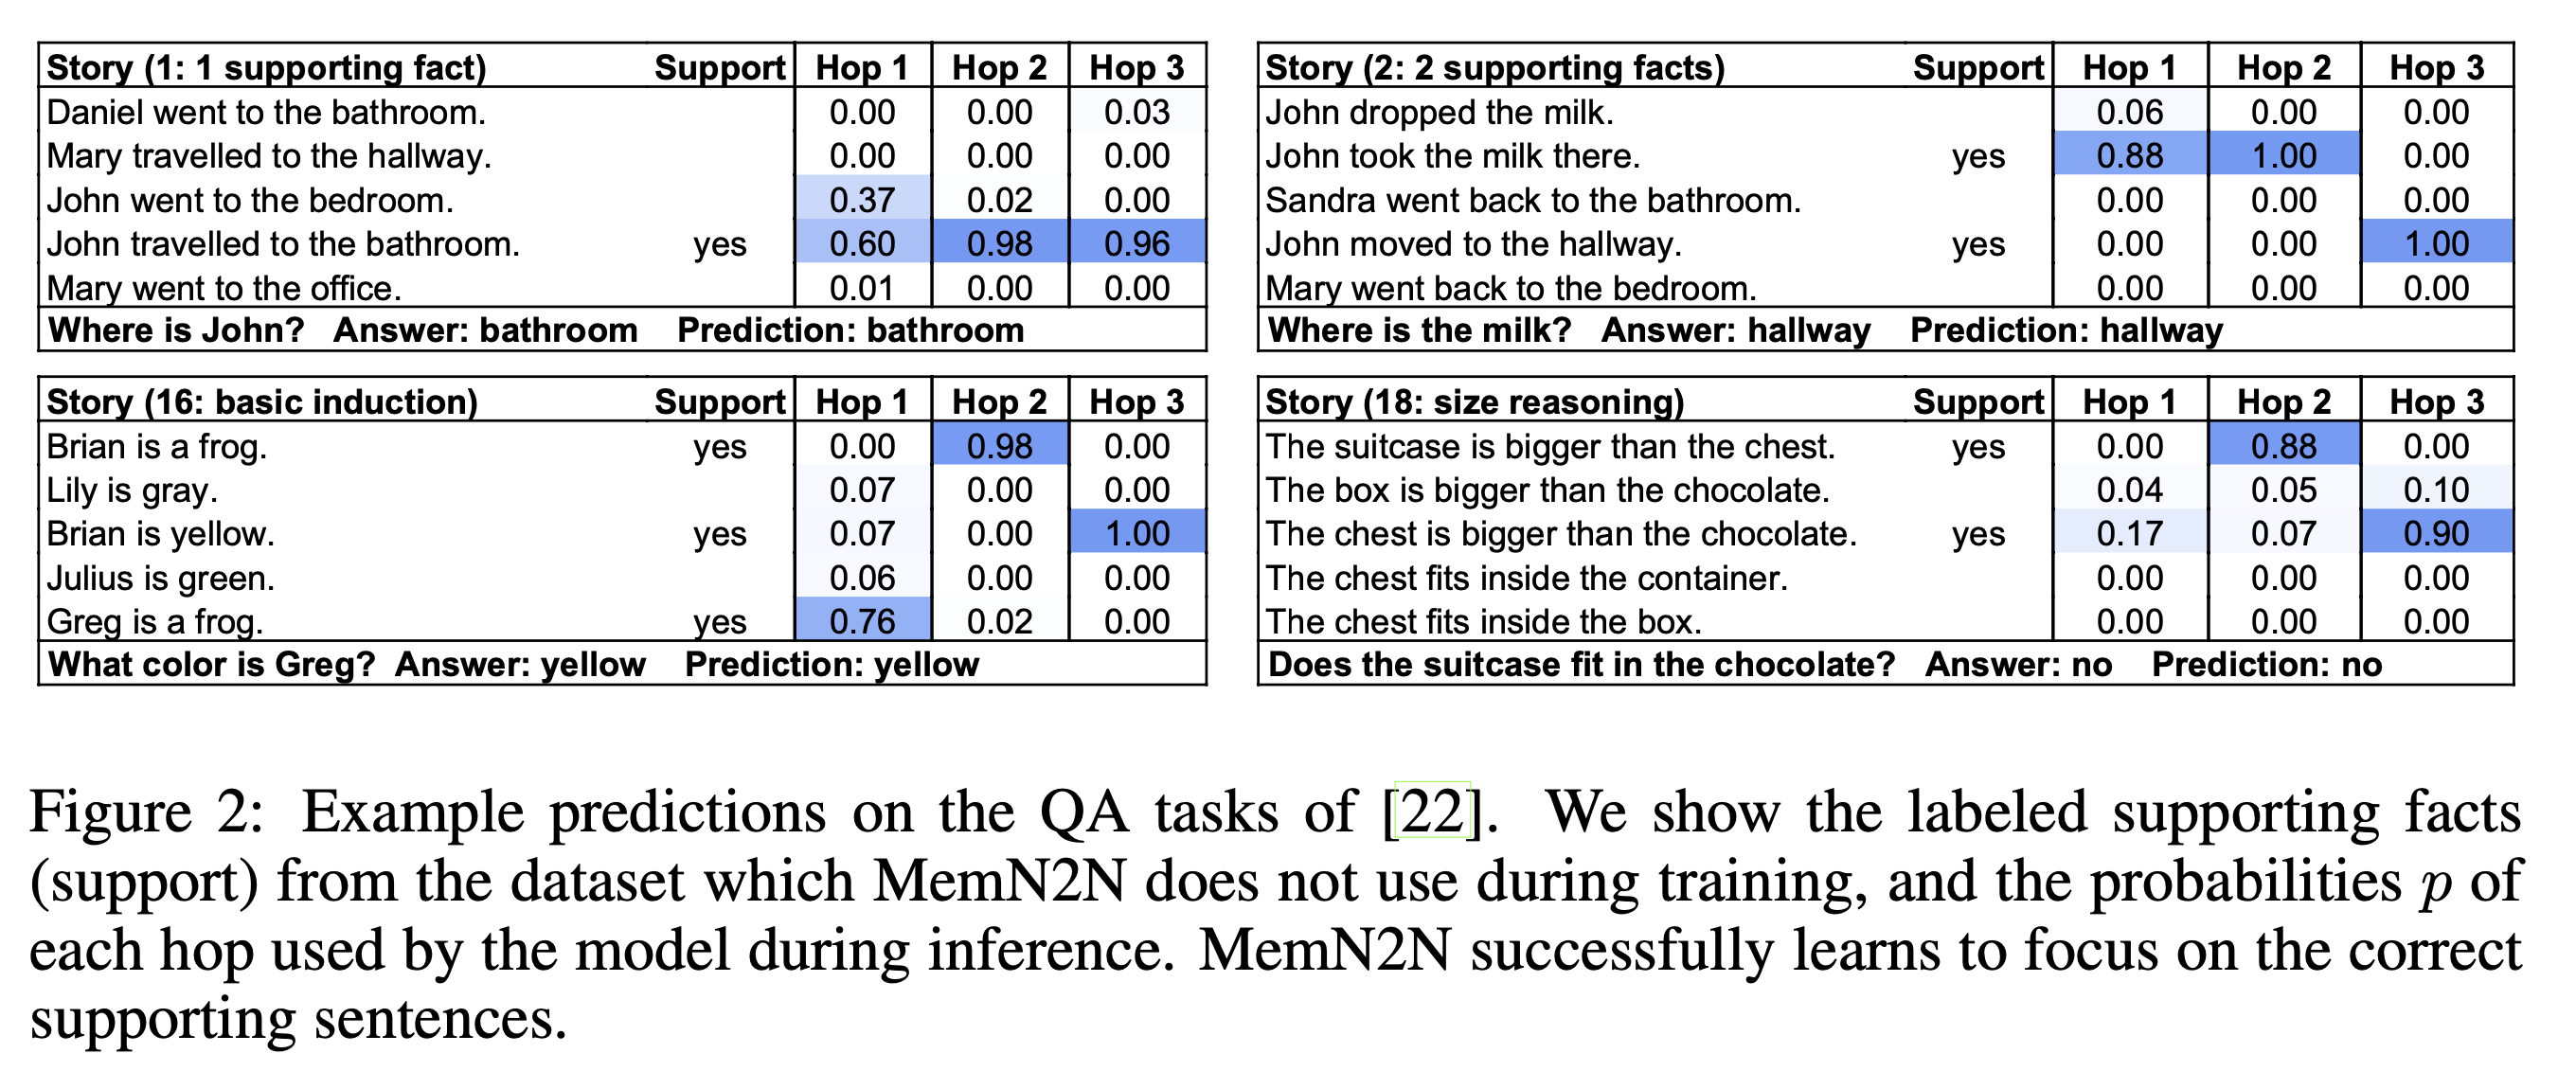 Story (1: 1 supporting fact) Support Hop 1 Hop 2 Hop 3
Daniel went to the bathroom. 0.00 0.00 0.03
Mary travelled to the hallway. 0.00 0.00 0.00
John went to the bedroom. 0.37 0.02 0.00
John travelled to the bathroom. yes 0.60 0.98 0.96
Mary went to the office. 0.01 0.00 0.00
Where is John? Answer: bathroom Prediction: bathroom
Story (2: 2 supporting facts) Support Hop 1 Hop 2 Hop 3
John dropped the milk. 0.06 0.00 0.00
John took the milk there. yes 0.88 1.00 0.00
Sandra went back to the bathroom. 0.00 0.00 0.00
John moved to the hallway. yes 0.00 0.00 1.00
Mary went back to the bedroom. 0.00 0.00 0.00
Where is the milk? Answer: hallway Prediction: hallway
Story (16: basic induction) Support Hop 1 Hop 2 Hop 3
Brian is a frog. yes 0.00 0.98 0.00
Lily is gray. 0.07 0.00 0.00
Brian is yellow. yes 0.07 0.00 1.00
Julius is green. 0.06 0.00 0.00
Greg is a frog. yes 0.76 0.02 0.00
What color is Greg? Answer: yellow Prediction: yellow
Story (18: size reasoning) Support Hop 1 Hop 2 Hop 3
The suitcase is bigger than the chest. yes 0.00 0.88 0.00
The box is bigger than the chocolate. 0.04 0.05 0.10
The chest is bigger than the chocolate. yes 0.17 0.07 0.90
The chest fits inside the container. 0.00 0.00 0.00
The chest fits inside the box. 0.00 0.00 0.00
Does the suitcase fit in the chocolate? Answer: no Prediction: no
Figure 2: Example predictions on the QA tasks of [22]. We show the labeled supporting facts
(support) from the dataset which MemN2N does not use during training, and the probabilities p of
each hop used by the model during inference. MemN2N successfully learns to focus on the correct
supporting sentences.